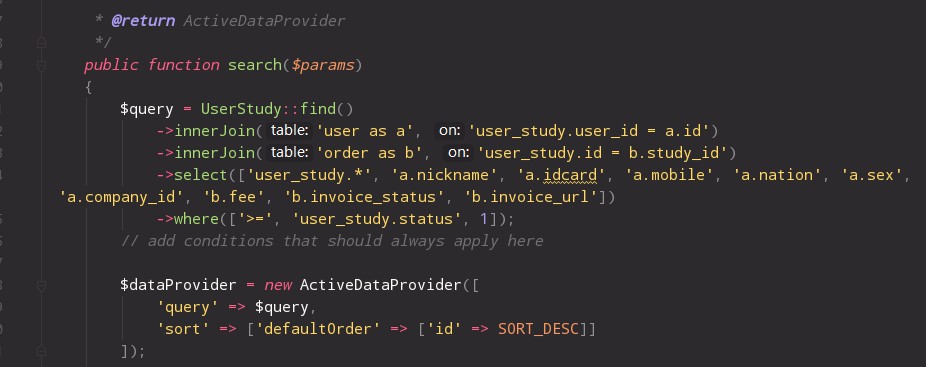 * @return ActiveDataProvider
*/
public function search($params)
{
$query = UserStudy::find()
->innerJoin( table: 'user as a', on: 'user_study.user_id = a.id')
->innerJoin( table: 'order as b', on: 'user_study.id = b.study_id')
->select(['user_study.*', 'a.nickname', 'a.idcard', 'a.mobile', 'a.nation', 'a.sex',
'a.company_id', 'b.fee', 'b.invoice_status', 'b.invoice_url'])
->where(['>=', 'user_study.status', 1]);
// add conditions that should always apply here
$dataProvider = new ActiveDataProvider([
'query' => $query,
'sort' => ['defaultOrder' => ['id' => SORT_DESC]]
]);